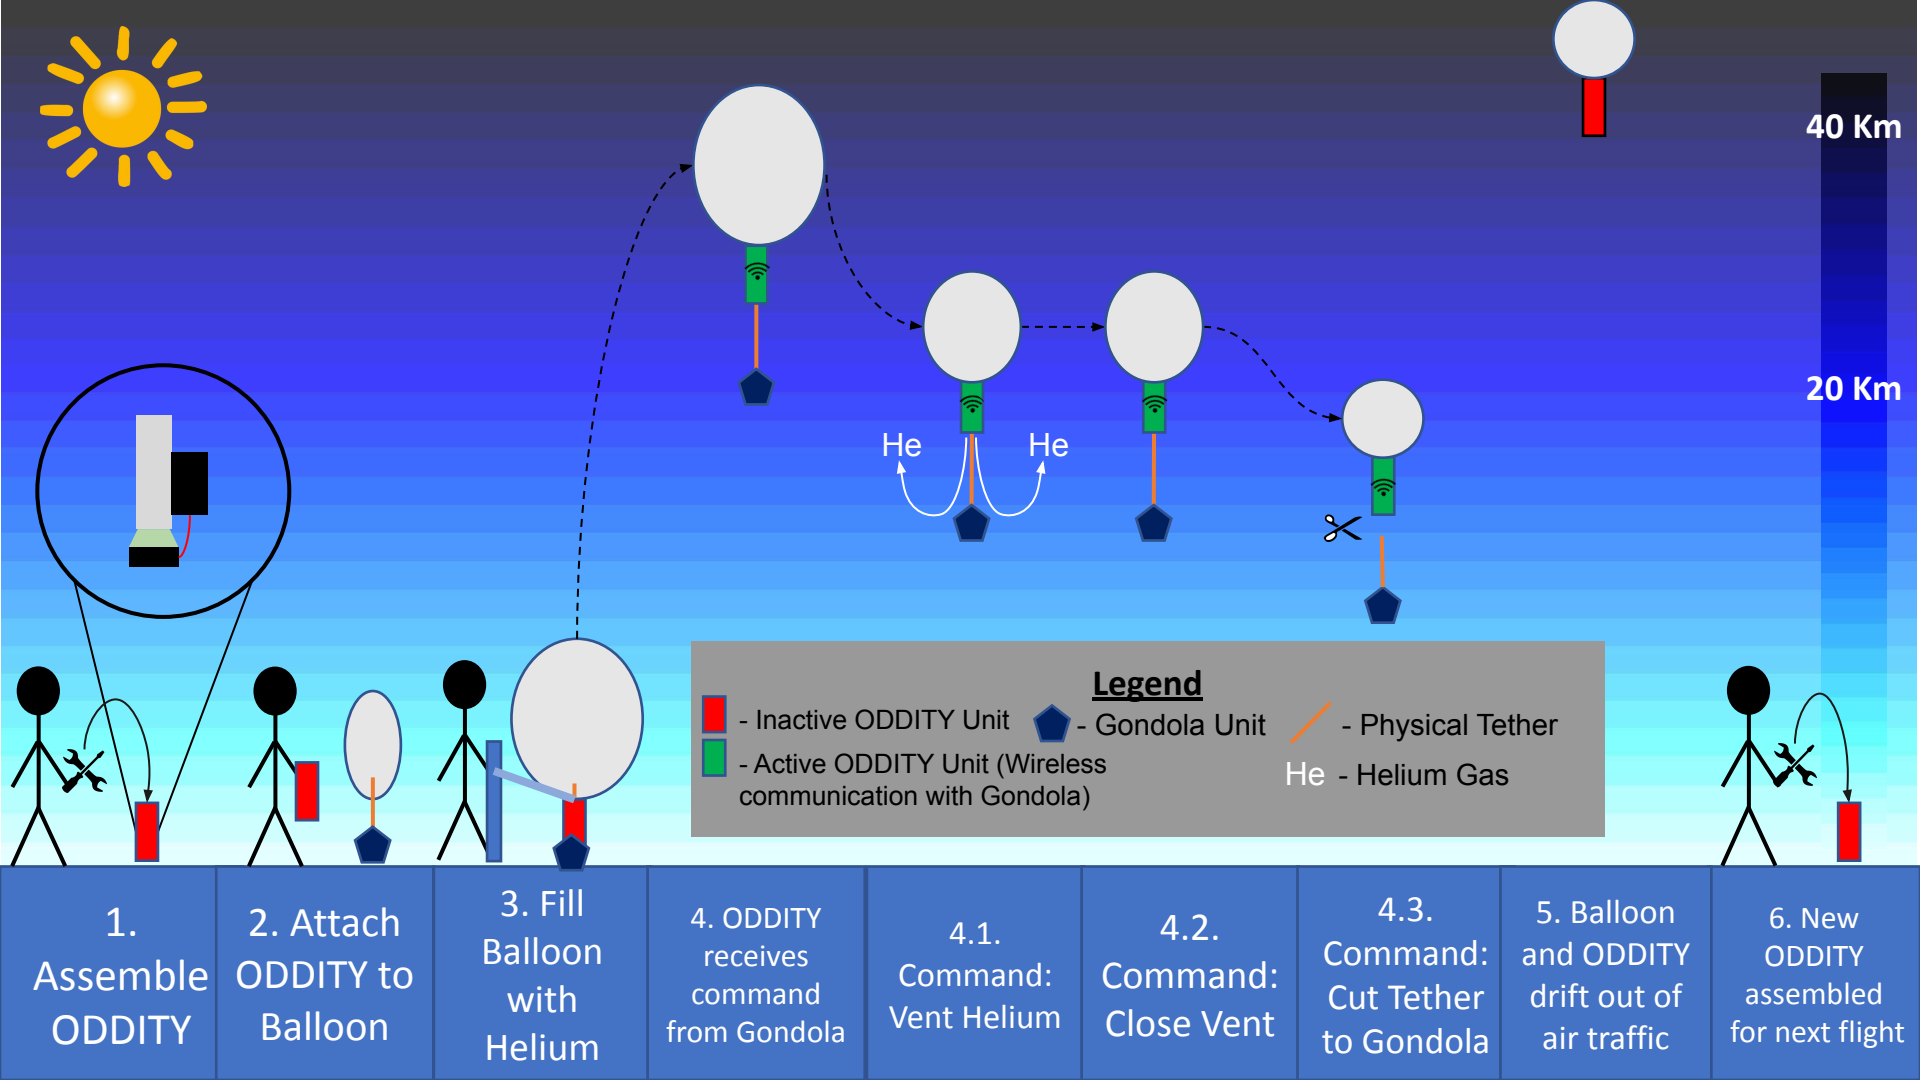 40 Km
20 Km
He
He
Legend
- Inactive ODDITY Unit
- Gondola Unit
- Physical Tether
- Active ODDITY Unit (Wireless
communication with Gondola)
He - Helium Gas
1.
Assemble
ODDITY
2. Attach
ODDITY to
Balloon
3. Fill
Balloon
with
Helium
4. ODDITY
receives
command
from Gondola
4.1.
Command:
Vent Helium
4.2.
Command:
Close Vent
4.3.
Command:
Cut Tether
to Gondola
5. Balloon
and ODDITY
drift out of
air traffic
6. New
ODDITY
assembled
for next flight